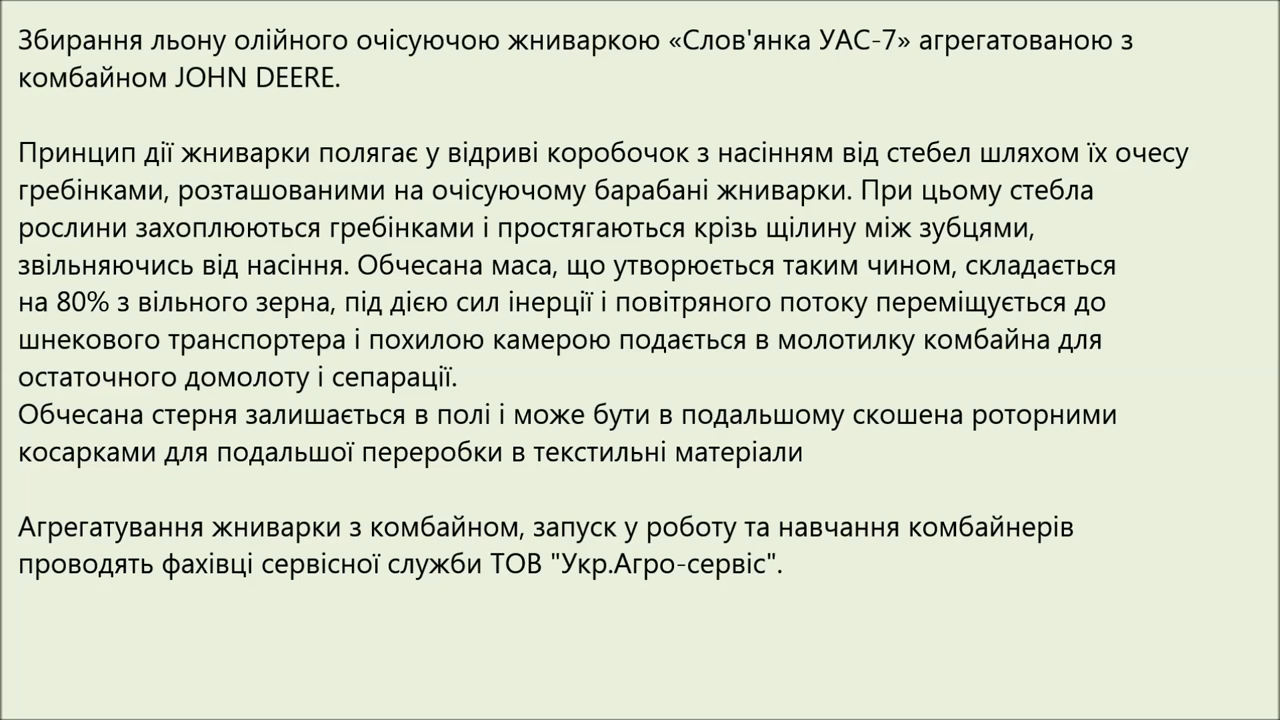 Збирання льону олійного очісуючою жниваркою «Слов'янка УАС-7» агрегатованою з
комбайном JOHN DEERE.
Принцип дії жниварки полягає у відриві коробочок з насінням від стебел шляхом їх очесу
гребінками, розташованими на очісуючому барабані жниварки. При цьому стебла
рослини захоплюються гребінками і простягаються крізь щілину між зубцями,
звільняючись від насіння. Обчесана маса, що утворюється таким чином, складається
на 80% з вільного зерна, під дією сил інерції і повітряного потоку переміщується до
шнекового транспортера і похилою камерою подається в молотилку комбайна для
остаточного домолоту і сепарації.
Обчесана стерня залишається в полі і може бути в подальшому скошена роторними
косарками для подальшої переробки в текстильні матеріали
Агрегатування жниварки з комбайном, запуск у роботу та навчання комбайнерів
проводять фахівці сервісної служби ТОВ "Укр.Агро-сервіс".